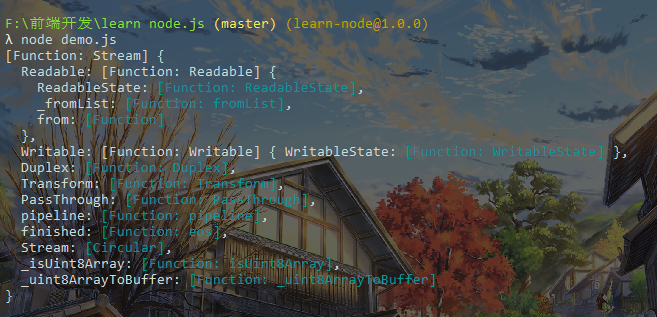 F:\前端开发\learn node.js (master) (learn-node@1.0.0)
λ node demo.js
[Function: Stream] {
  Readable: [Function: Readable] {
    ReadableState: [Function: ReadableState],
    _fromList: [Function: fromList],
    from: [Function]
  },
  Writable: [Function: Writable] { WritableState: [Function: WritableState] },
  Duplex: [Function: Duplex],
  Transform: [Function: Transform],
  PassThrough: [Function: PassThrough],
  pipeline: [Function: pipeline],
  finished: [Function: eos],
  Stream: [Circular],
  _isUint8Array: [Function: isUint8Array],
  _uint8ArrayToBuffer: [Function: _uint8ArrayToBuffer]
}